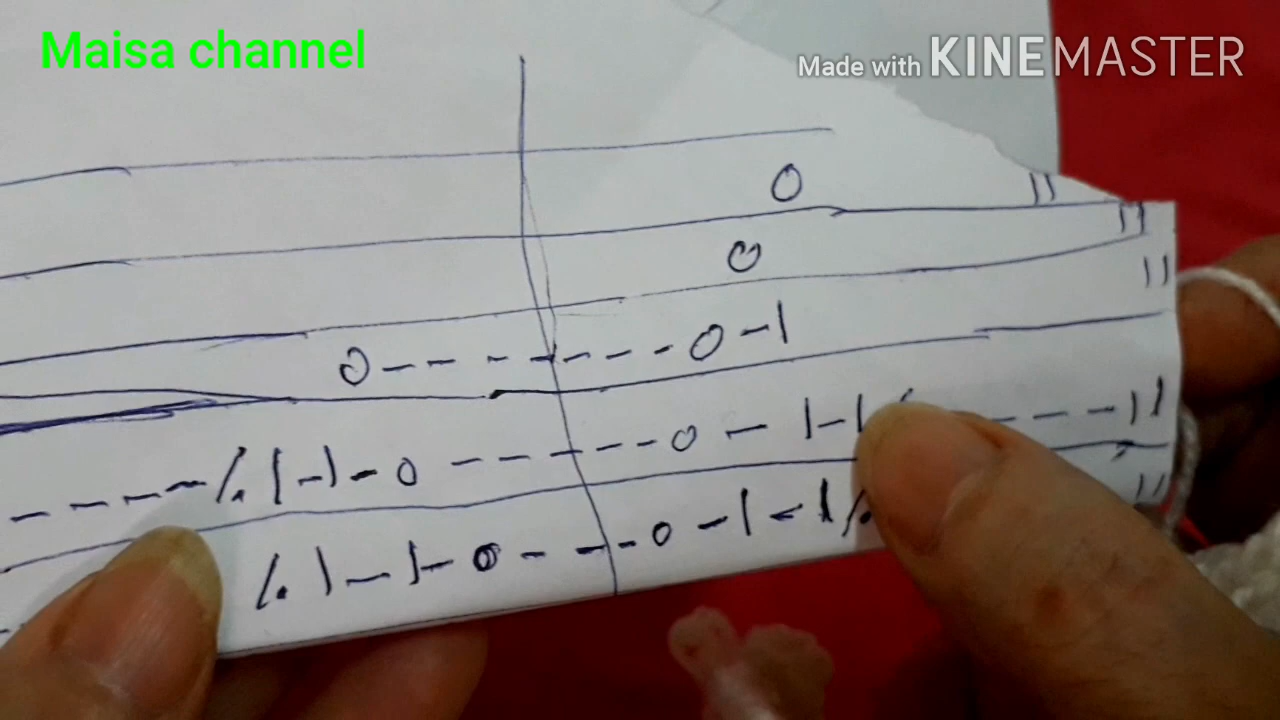 Maisa channel
Made with KINEMASTER
O ||
O || ||
O - - - - - - - - O - |
- - - - - /. | - | - O - - - - - - O - | - | - - - | |
/. | - | - O - - - - O - | - | /. ||